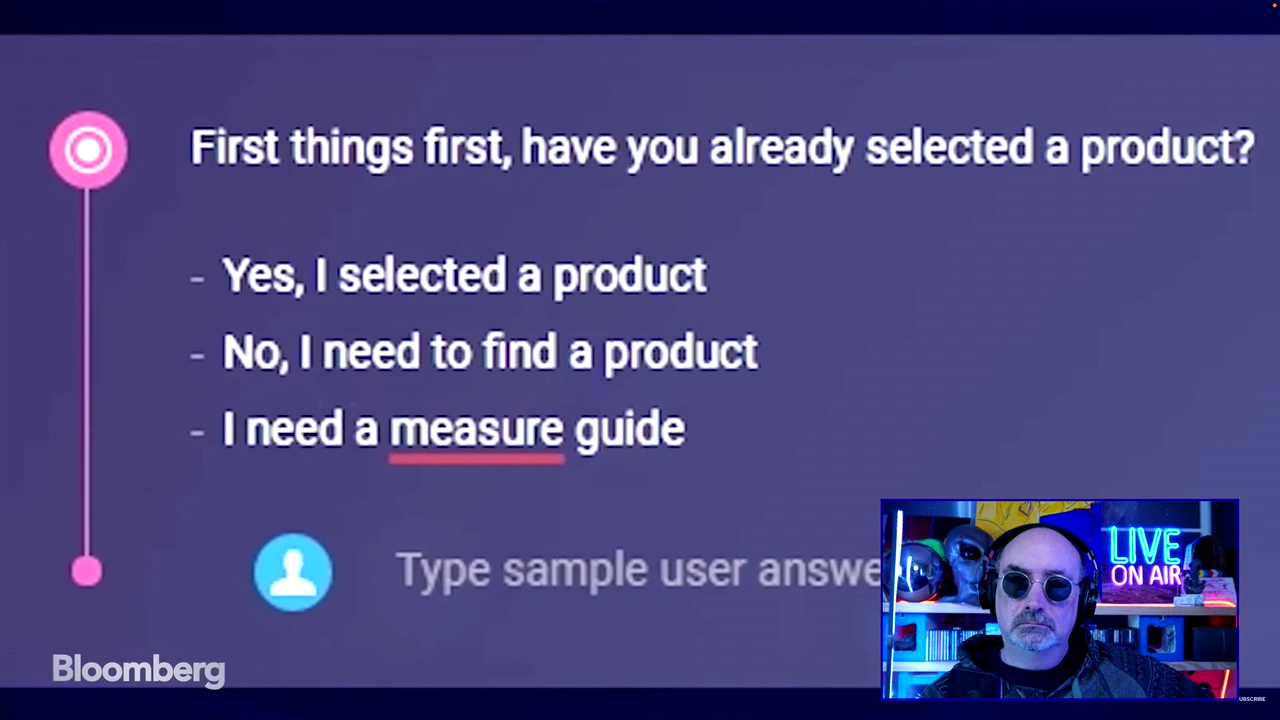 First things first, have you already selected a product?
- Yes, I selected a product
- No, I need to find a product
- I need a measure guide
Type sample user answe
Bloomberg
LIVE
ON AIR
UBSCRIBE